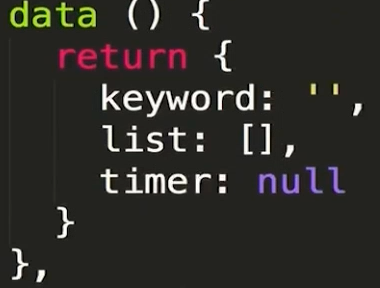 data () {
return {
keyword: '',
list: [],
timer: null
}
},